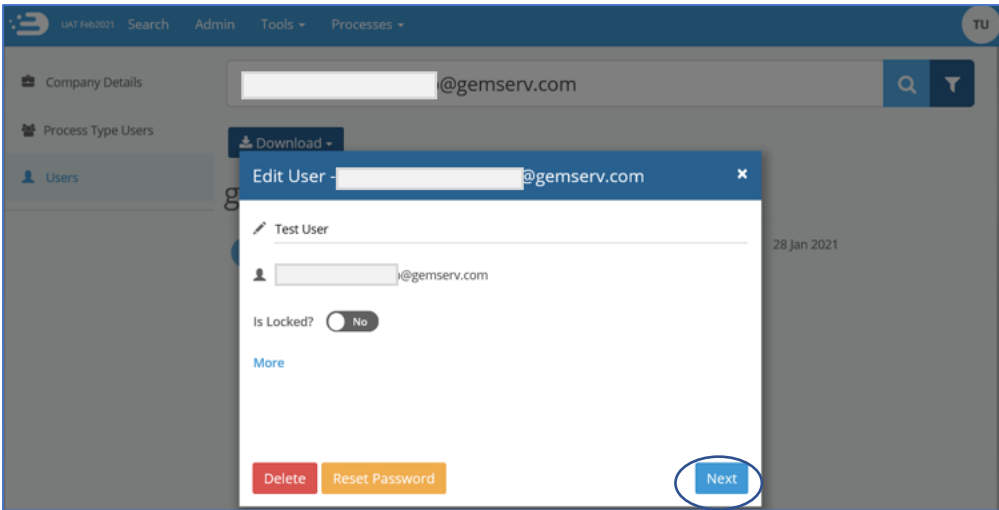 UAT Feb2021 Search Admin Tools Processes TU
Company Details
@gemserv.com
Process Type Users
Download
Users
Edit User - @gemserv.com ×
g
Test User
28 Jan 2021
@gemserv.com
Is Locked? No
More
Delete Reset Password Next